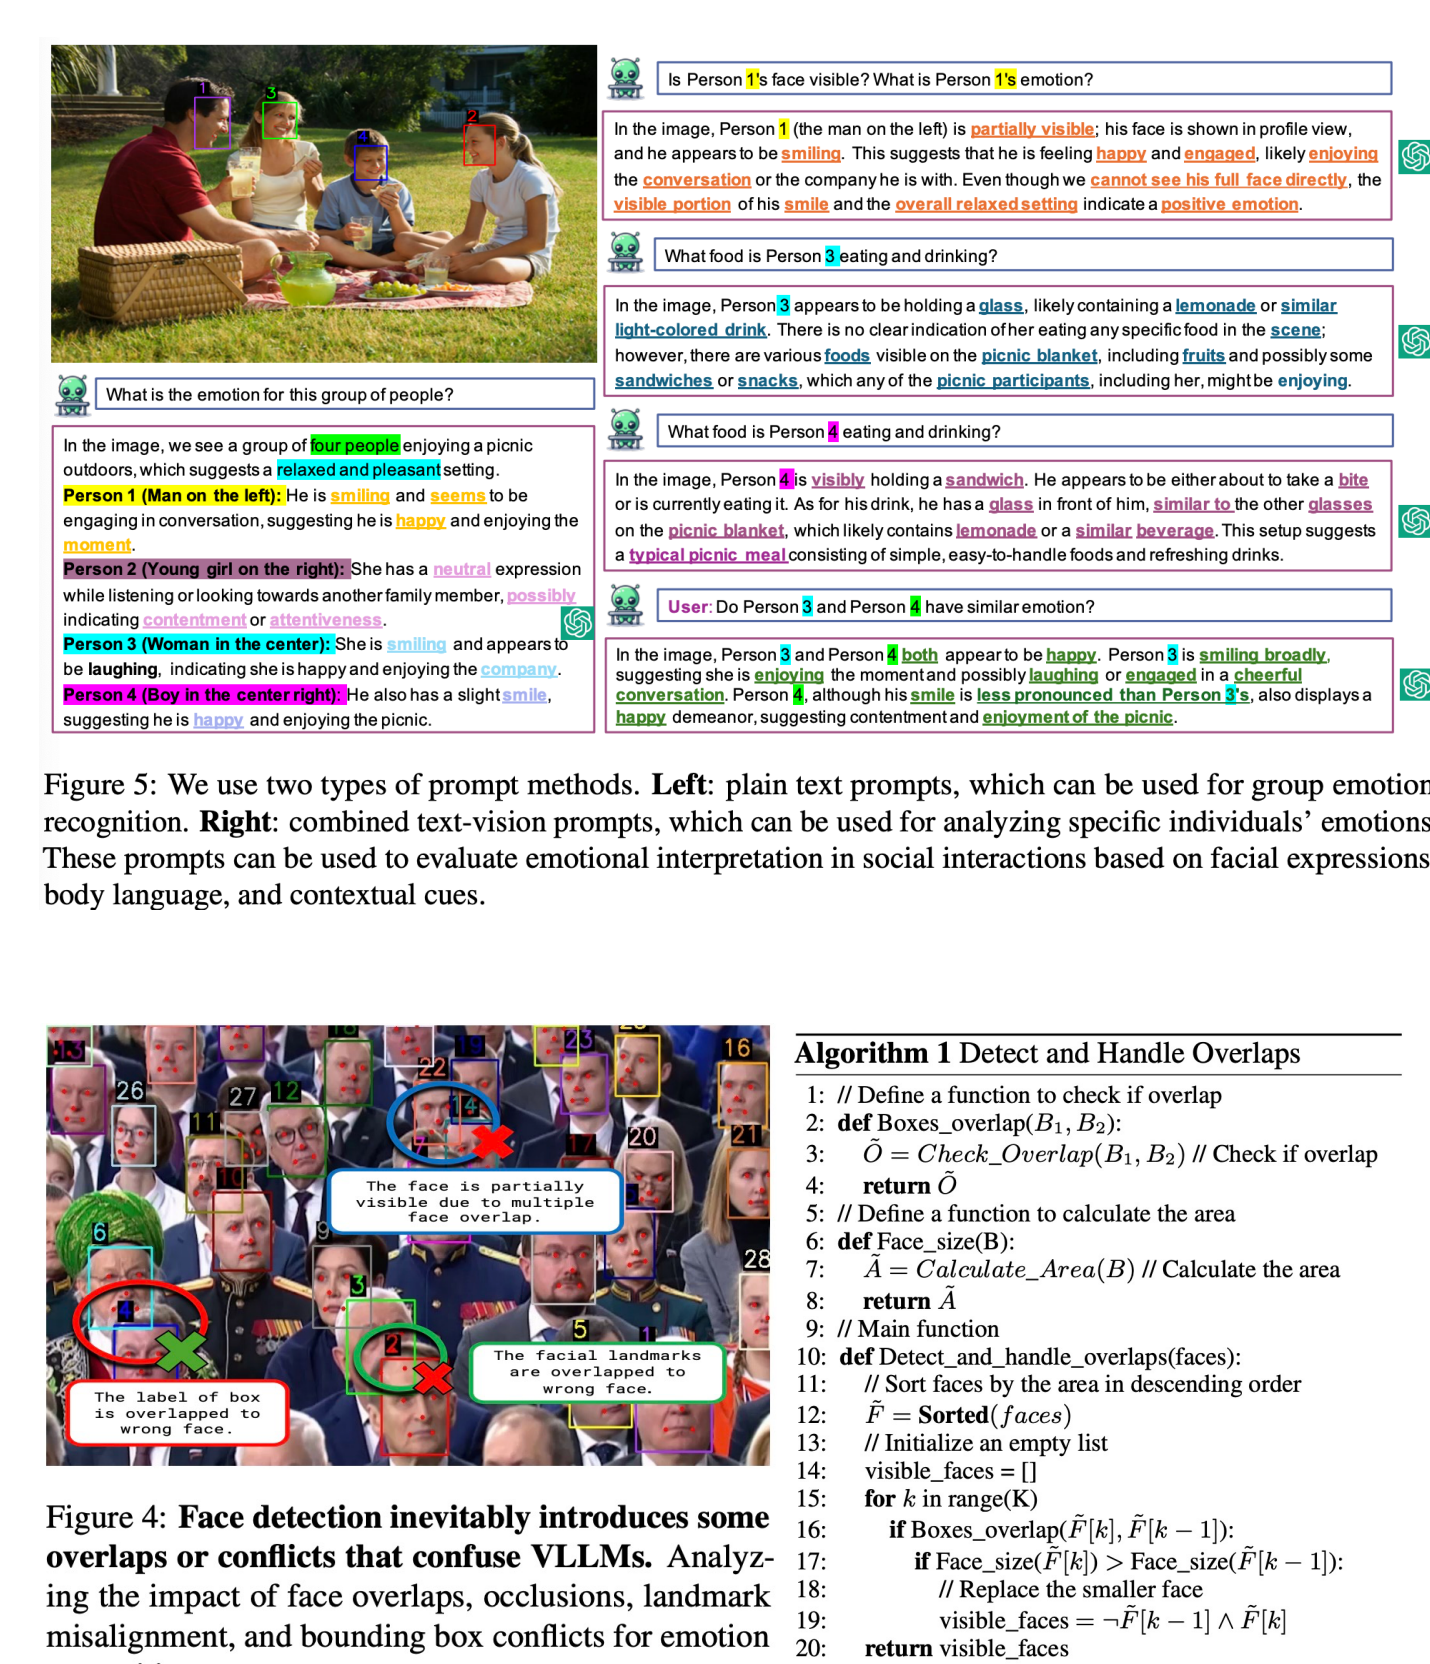 1
3
4
2
What is the emotion for this group of people?
In the image, we see a group of four people enjoying a picnic
outdoors, which suggests a relaxed and pleasant setting.
Person 1 (Man on the left): He is smiling and seems to be
engaging in conversation, suggesting he is happy and enjoying the
moment.
Person 2 (Young girl on the right): She has a neutral expression
while listening or looking towards another family member, possibly
indicating contentment or attentiveness.
Person 3 (Woman in the center): She is smiling and appears to
be laughing, indicating she is happy and enjoying the company.
Person 4 (Boy in the center right): He also has a slight smile,
suggesting he is happy and enjoying the picnic.
Is Person 1's face visible? What is Person 1's emotion?
In the image, Person 1 (the man on the left) is partially visible; his face is shown in profile view,
and he appears to be smiling. This suggests that he is feeling happy and engaged, likely enjoying
the conversation or the company he is with. Even though we cannot see his full face directly, the
visible portion of his smile and the overall relaxed setting indicate a positive emotion.
What food is Person 3 eating and drinking?
In the image, Person 3 appears to be holding a glass, likely containing a lemonade or similar
light-colored drink. There is no clear indication of her eating any specific food in the scene;
however, there are various foods visible on the picnic blanket, including fruits and possibly some
sandwiches or snacks, which any of the picnic participants, including her, might be enjoying.
What food is Person 4 eating and drinking?
In the image, Person 4 is visibly holding a sandwich. He appears to be either about to take a bite
or is currently eating it. As for his drink, he has a glass in front of him, similar to the other glasses
on the picnic blanket, which likely contains lemonade or a similar beverage. This setup suggests
a typical picnic meal consisting of simple, easy-to-handle foods and refreshing drinks.
User: Do Person 3 and Person 4 have similar emotion?
In the image, Person 3 and Person 4 both appear to be happy. Person 3 is smiling broadly,
suggesting she is enjoying the moment and possibly laughing or engaged in a cheerful
conversation. Person 4, although his smile is less pronounced than Person 3's, also displays a
happy demeanor, suggesting contentment and enjoyment of the picnic.
Figure 5: We use two types of prompt methods. Left: plain text prompts, which can be used for group emotion
recognition. Right: combined text-vision prompts, which can be used for analyzing specific individuals' emotions
These prompts can be used to evaluate emotional interpretation in social interactions based on facial expressions
body language, and contextual cues.
13
18
19
23
16
22
26
27
12
14
11
17
20
21
10
The face is partially
visible due to multiple
face overlap.
6
9
28
3
4
2
5
1
The facial landmarks
are overlapped to
wrong face.
The label of box
is overlapped to
wrong face.
Figure 4: Face detection inevitably introduces some
overlaps or conflicts that confuse VLLMs. Analyz-
ing the impact of face overlaps, occlusions, landmark
misalignment, and bounding box conflicts for emotion
Algorithm 1 Detect and Handle Overlaps
1: // Define a function to check if overlap
2: def Boxes_overlap(B₁, B₂):
3: Õ = Check_Overlap(B₁, B₂) // Check if overlap
4: return Õ
5: // Define a function to calculate the area
6: def Face_size(B):
7: Ã = Calculate_Area(B) // Calculate the area
8: return Ã
9: // Main function
10: def Detect_and_handle_overlaps(faces):
11: // Sort faces by the area in descending order
12: F̃ = Sorted(faces)
13: // Initialize an empty list
14: visible_faces = []
15: for k in range(K)
16: if Boxes_overlap(F̃[k], F̃[k − 1]):
17: if Face_size(F̃[k]) > Face_size(F̃[k − 1]):
18: // Replace the smaller face
19: visible_faces = ¬F̃[k − 1] ∧ F̃[k]
20: return visible_faces